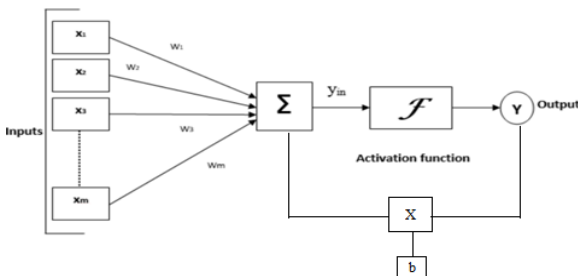 x1
w1
x2
w2
x3
w3
Inputs
wm
xm
Σ
yin
F
Y
Output
Activation function
X
b